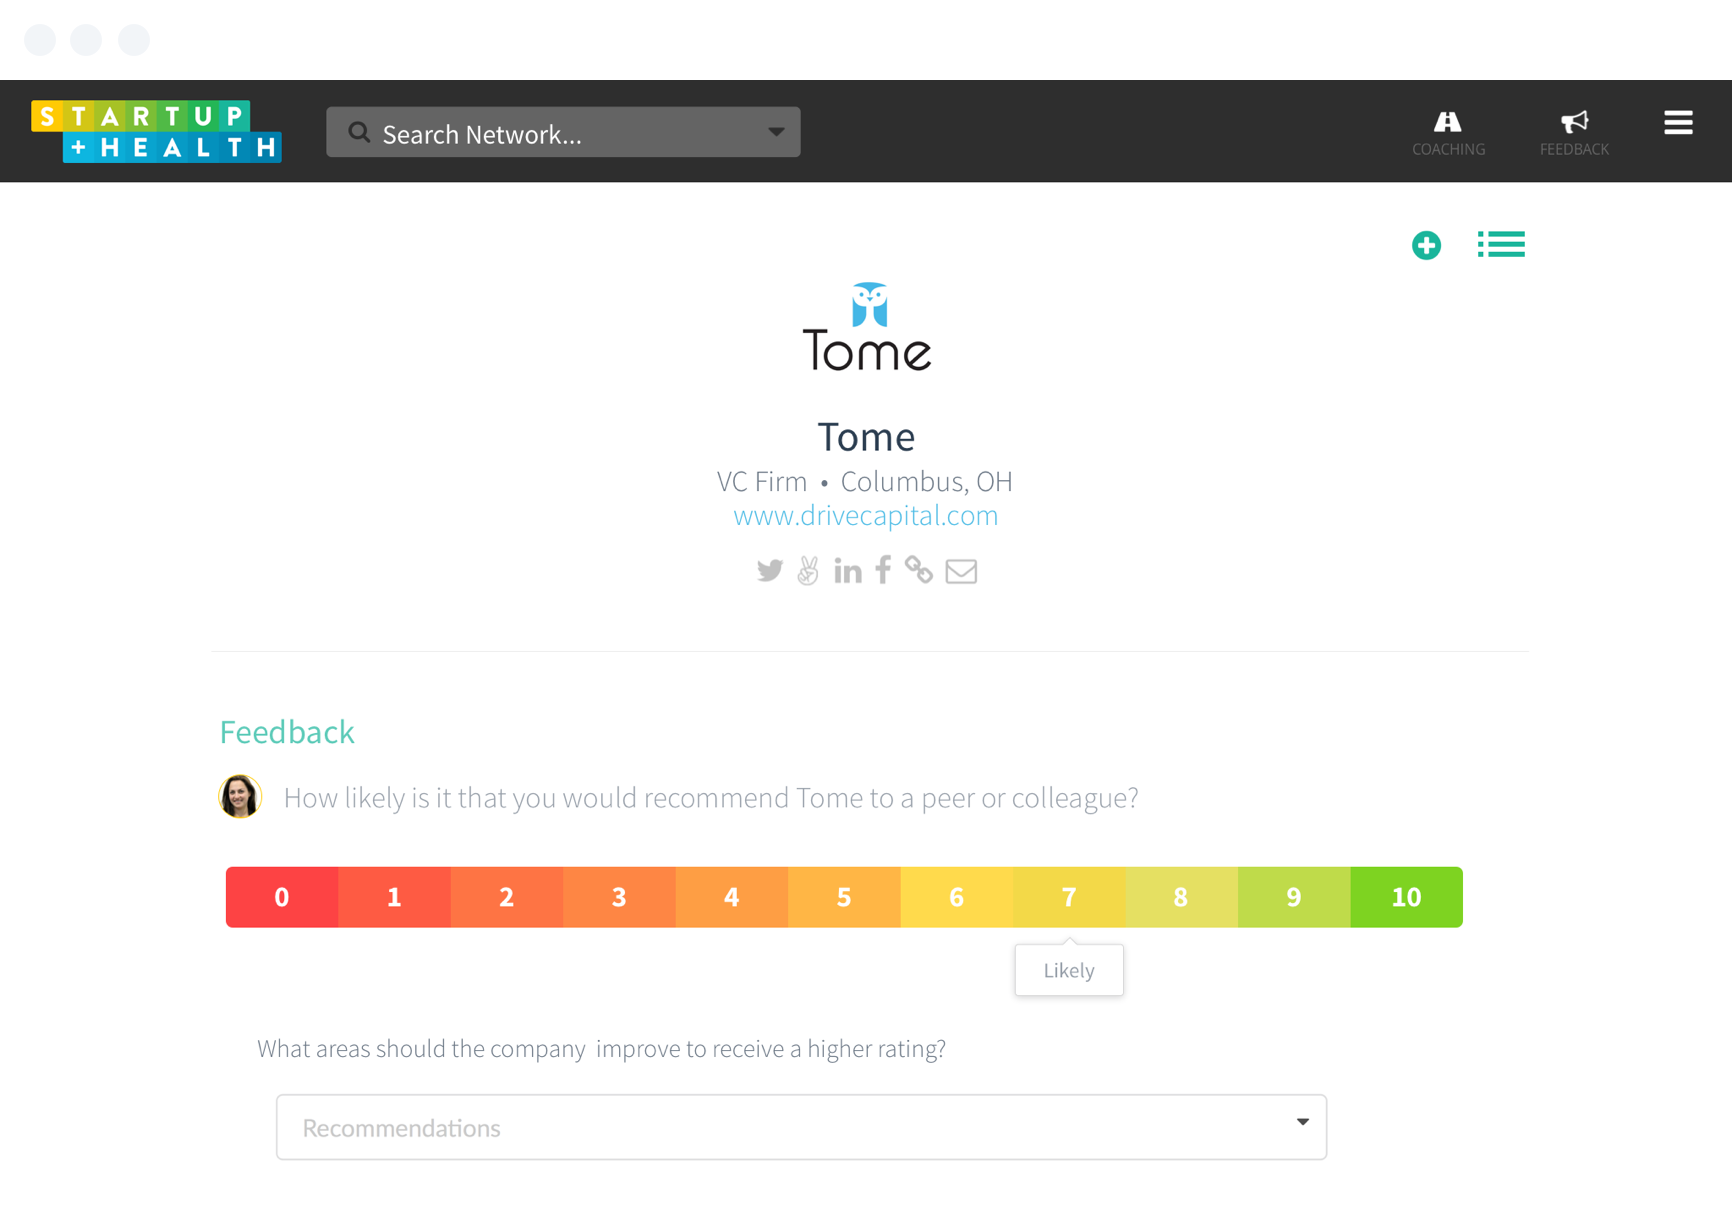 STARTUP
+HEALTH
Search Network...
COACHING
FEEDBACK
Tome
Tome
VC Firm • Columbus, OH
www.drivecapital.com
Feedback
How likely is it that you would recommend Tome to a peer or colleague?
0 1 2 3 4 5 6 7 8 9 10
Likely
What areas should the company  improve to receive a higher rating?
Recommendations